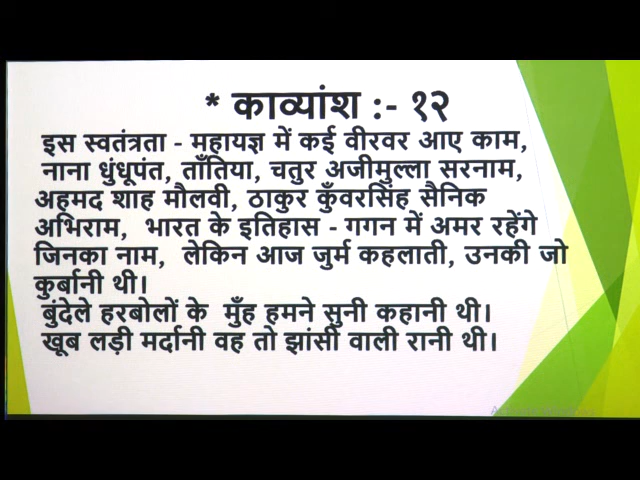 * काव्यांश :- १२
इस स्वतंत्रता - महायज्ञ में कई वीरवर आए काम,
नाना धुंधूपंत, ताँतिया, चतुर अजीमुल्ला सरनाम,
अहमद शाह मौलवी, ठाकुर कुँवरसिंह सैनिक
अभिराम, भारत के इतिहास - गगन में अमर रहेंगे
जिनका नाम, लेकिन आज जुर्म कहलाती, उनकी जो
कुर्बानी थी।
बुंदेले हरबोलों के मुँह हमने सुनी कहानी थी।
खूब लड़ी मर्दानी वह तो झांसी वाली रानी थी।